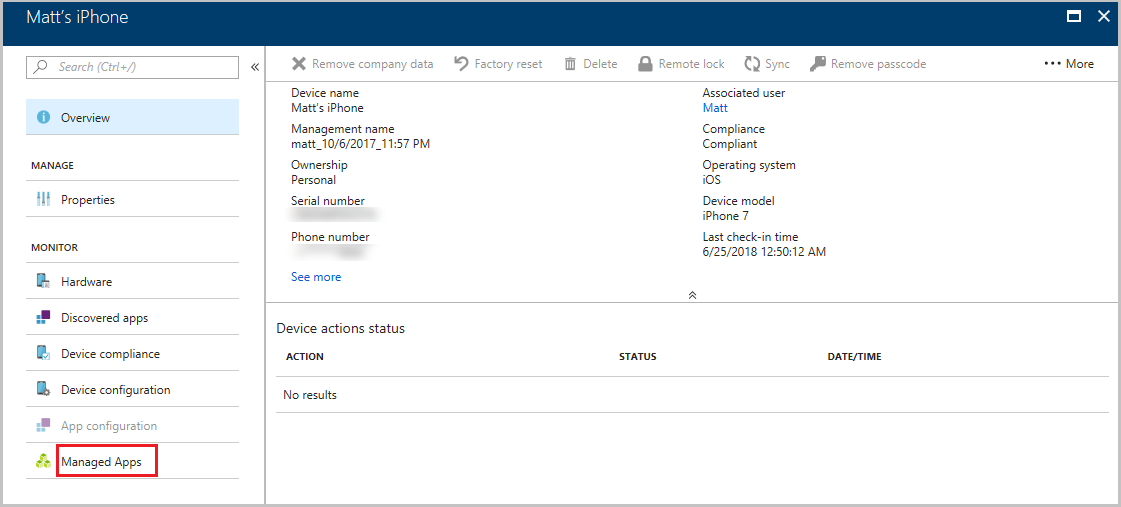 Matt's iPhone
Search (Ctrl+/)
«
Overview
MANAGE
Properties
MONITOR
Hardware
Discovered apps
Device compliance
Device configuration
App configuration
Managed Apps
Remove company data
Factory reset
Delete
Remote lock
Sync
Remove passcode
••• More
Device name
Matt's iPhone
Management name
matt_10/6/2017_11:57 PM
Ownership
Personal
Serial number
Phone number
See more
Associated user
Matt
Compliance
Compliant
Operating system
iOS
Device model
iPhone 7
Last check-in time
6/25/2018 12:50:12 AM
Device actions status
ACTION STATUS DATE/TIME
No results